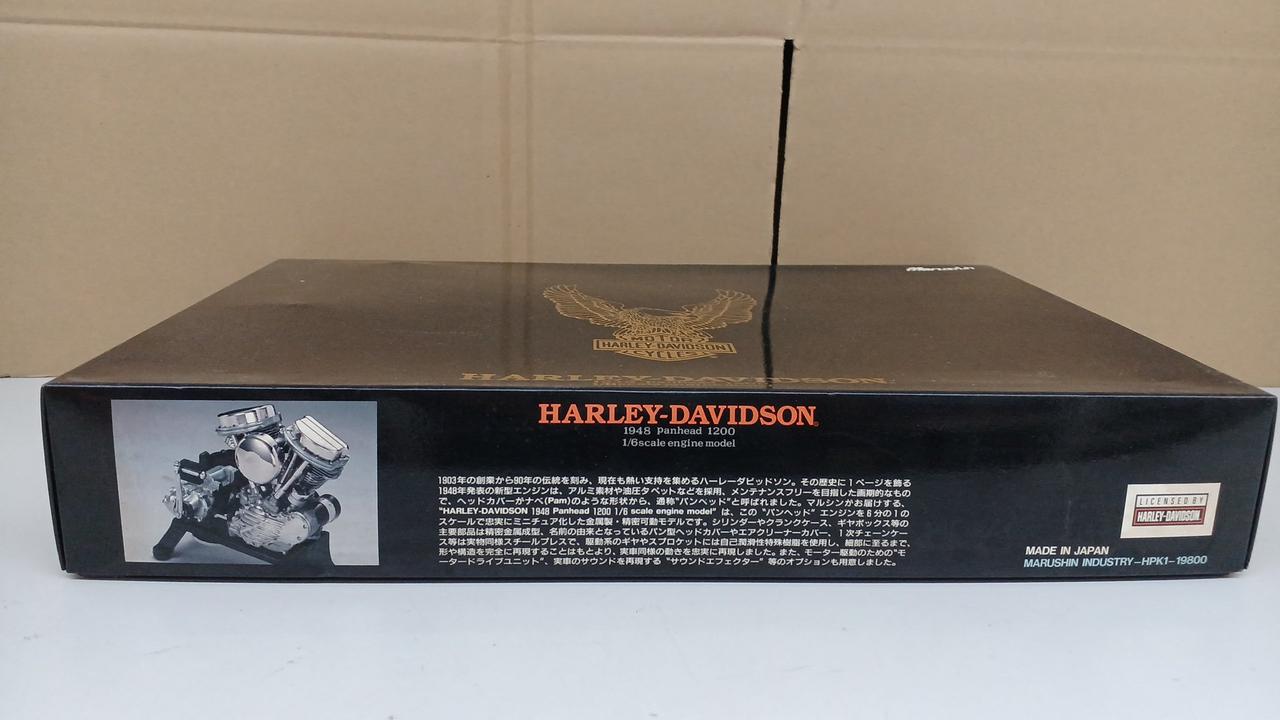 Marushin
MOTOR
HARLEY-DAVIDSON
CYCLES
HARLEY-DAVIDSON
HARLEY-DAVIDSON
1948 panhead 1200
1/6scale engine model
1903年の創業から90年の伝統を刻み、現在も熱い支持を集めるハーレーダビッドソン。その歴史に1ページを飾る
1948年発表の新型エンジンは、アルミ素材や油圧タペットなどを採用、メンテナンスフリーを目指した画期的なもの
で、ヘッドカバーがナベ(Pam)のような形状から、通称"パンヘッド"と呼ばれました。マルシンがお届けする、
"HARLEY-DAVIDSON 1948 Panhead 1200 1/6 scale engine model" は、この "パンヘッド" エンジンを6分の1の
スケールで忠実にミニチュア化した金属製・精密可動モデルです。シリンダーやクランクケース、ギヤボックス等の
主要部品は精密金属成型、名前の由来となっているパン型ヘッドカバーやエアクリーナーカバー、1次チェーンケー
ス等は実物同様スチールプレスで、駆動系のギヤやスプロケットには自己潤滑性特殊樹脂を使用し、細部に至るまで、
形や構造を完全に再現することはもとより、実車同様の動きを忠実に再現しました。また、モーター駆動のための"モ
ータードライブユニット"、実車のサウンドを再現する "サウンドエフェクター" 等のオプションも用意しました。
LICENSED BY
HARLEY-DAVIDSON
MADE IN JAPAN
MARUSHIN INDUSTRY-HPK1-19800